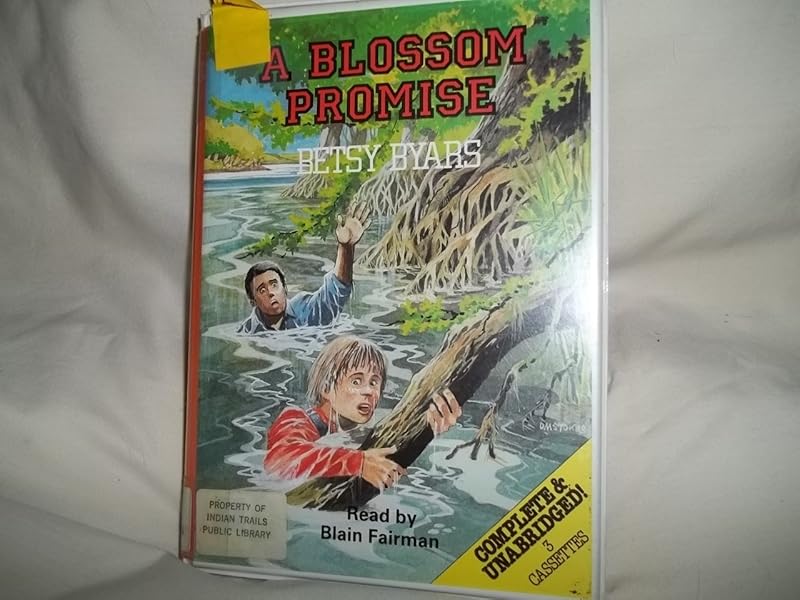 A BLOSSOM
PROMISE
BETSY BYARS
PROPERTY OF
INDIAN TRAILS
PUBLIC LIBRARY
Read by
Blain Fairman
COMPLETE &
UNABRIDGED!
3
CASSETTES